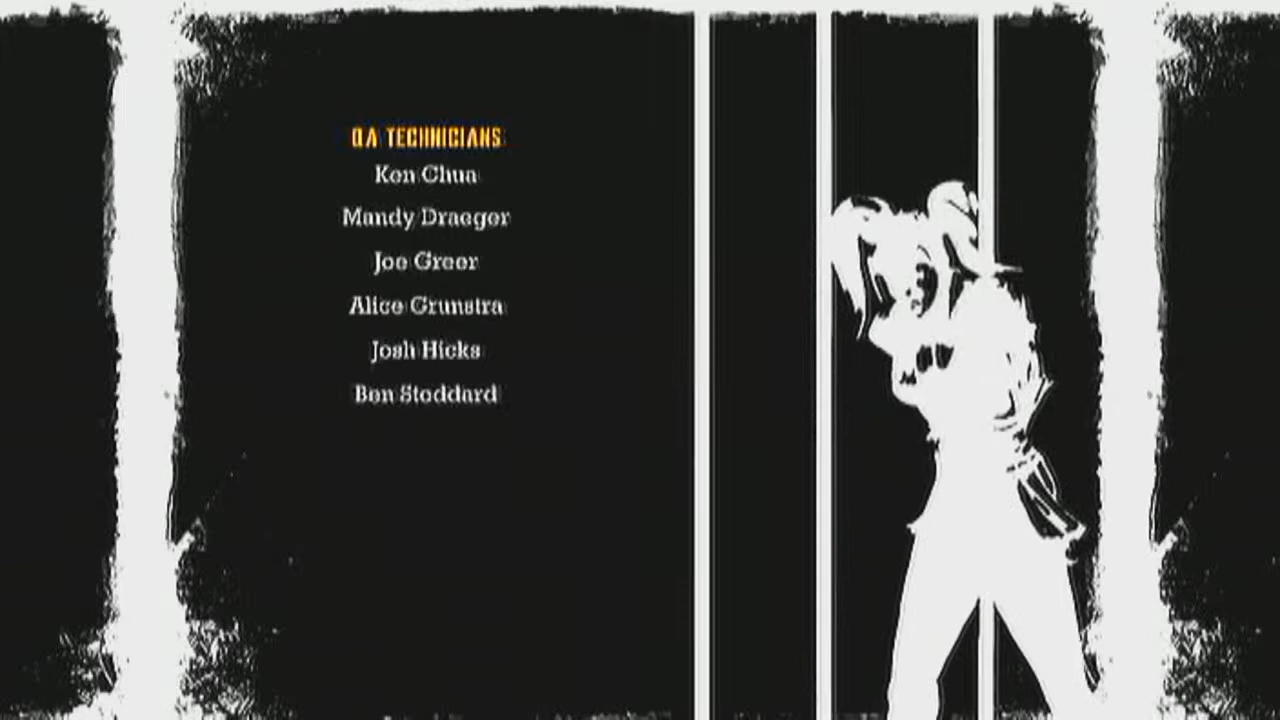 QA TECHNICIANS
Ken Chua
Mandy Draeger
Joe Greer
Alice Grunstra
Josh Hicks
Ben Stoddard